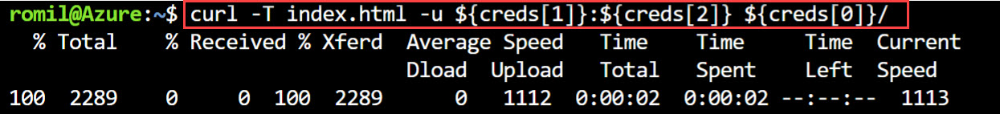 romil@Azure:~$ curl -T index.html -u ${creds[1]}:${creds[2]} ${creds[0]}/
% Total % Received % Xferd Average Speed Time Time Time Current
Dload Upload Total Spent Left Speed
100 2289 0 0 100 2289 0 1112 0:00:02 0:00:02 --:--:-- 1113